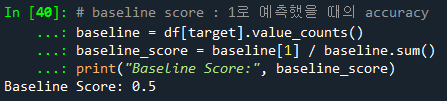 In [40]: # baseline score : 1로 예측했을 때의 accuracy
...: baseline = df[target].value_counts()
...: baseline_score = baseline[1] / baseline.sum()
...: print("Baseline Score:", baseline_score)
Baseline Score: 0.5